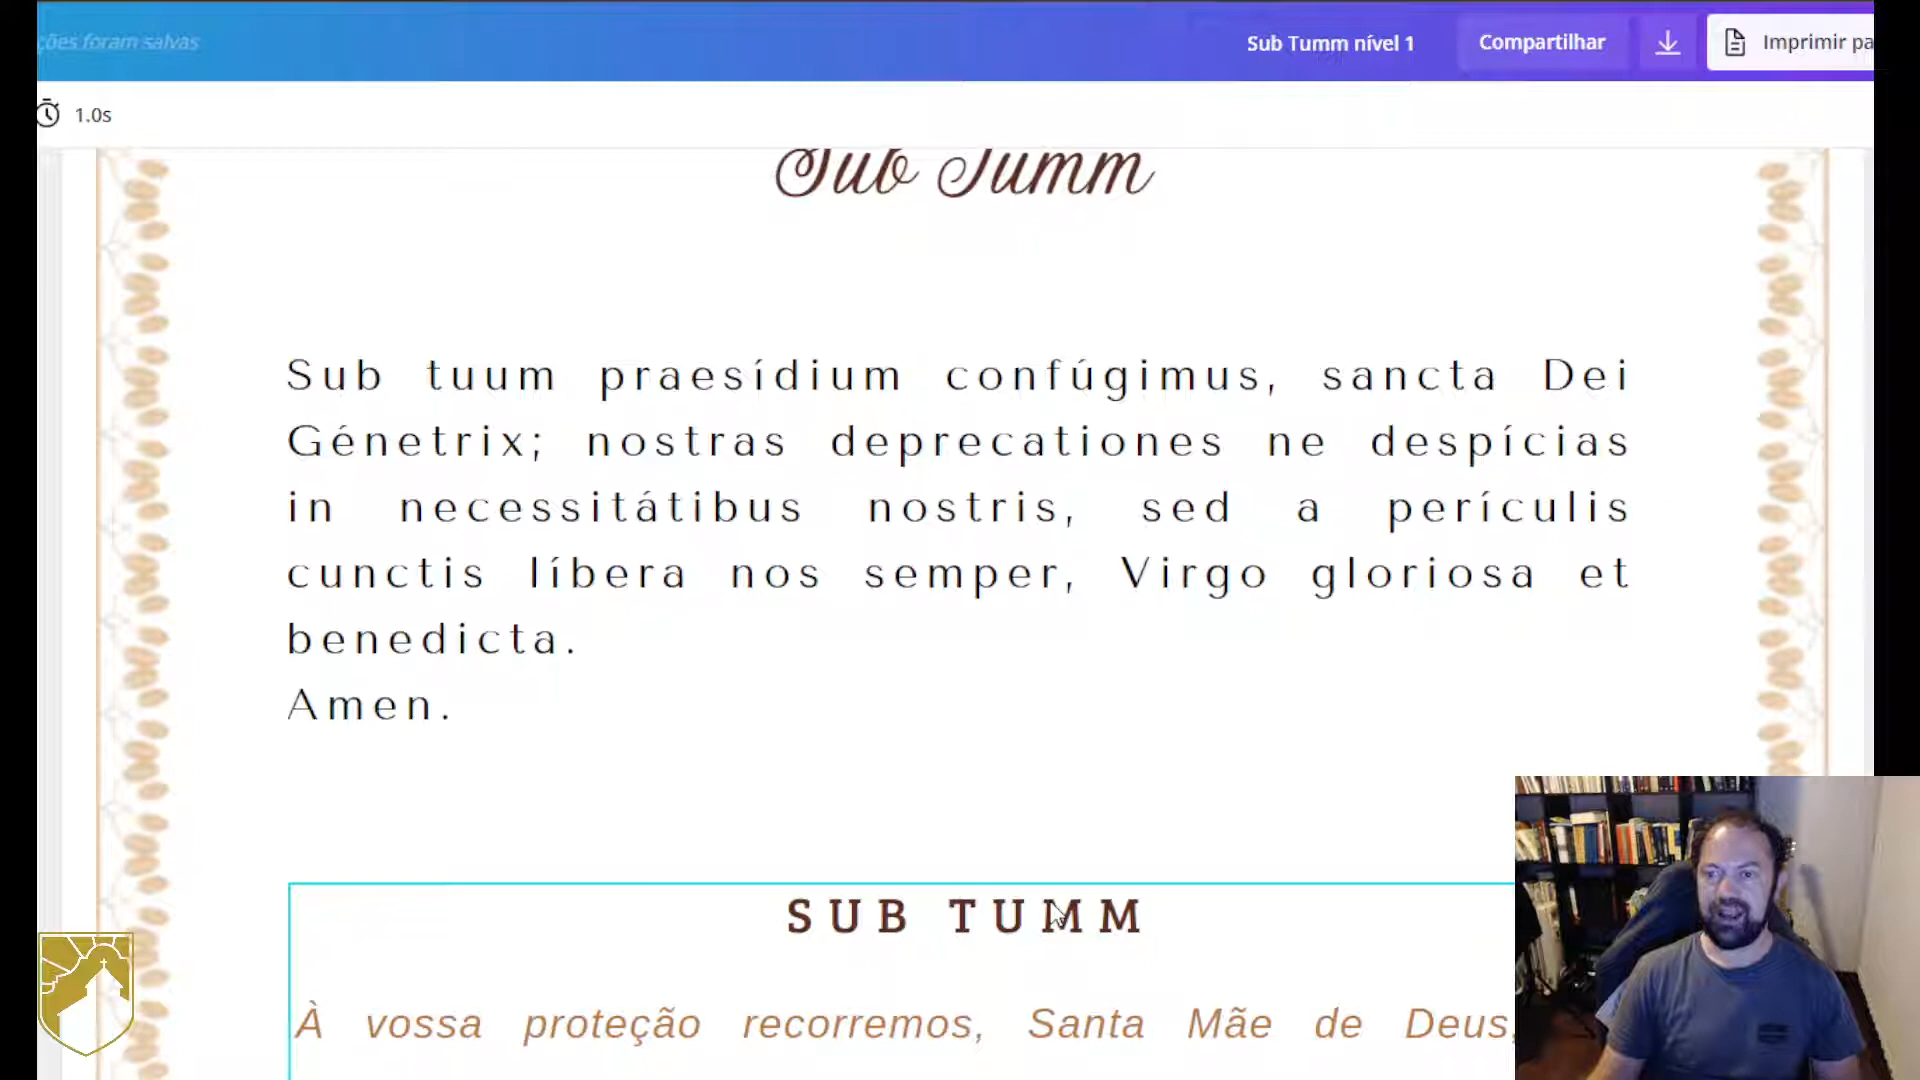 ções foram salvas
Sub Tumm nível 1
Compartilhar
Imprimir pa
1.0s
Sub Tumm
Sub tuum praesídium confúgimus, sancta Dei
Génetrix; nostras deprecationes ne despícias
in necessitátibus nostris, sed a perículis
cunctis líbera nos semper, Virgo gloriosa et
benedicta.
Amen.
SUB TUMM
À vossa proteção recorremos, Santa Mãe de Deus,